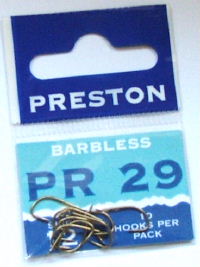 PRESTON
BARBLESS
PR 29
10
HOOKS PER
PACK